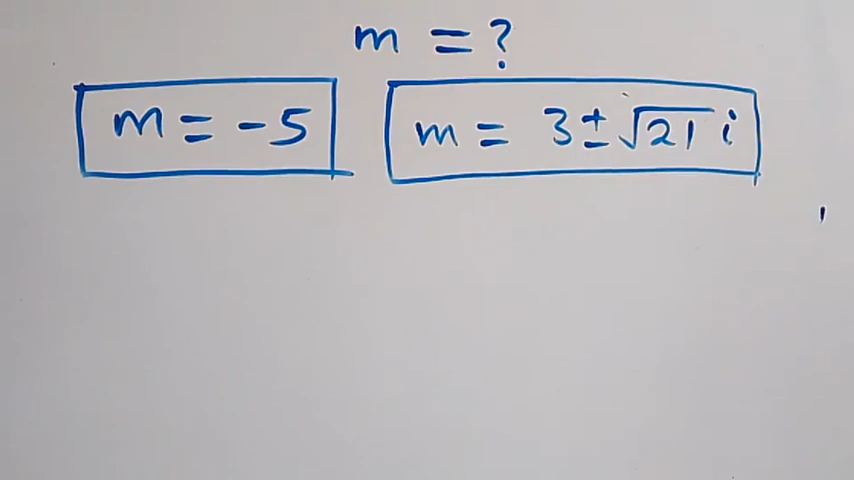 m = ?
m = -5 m = 3 ± √21 i